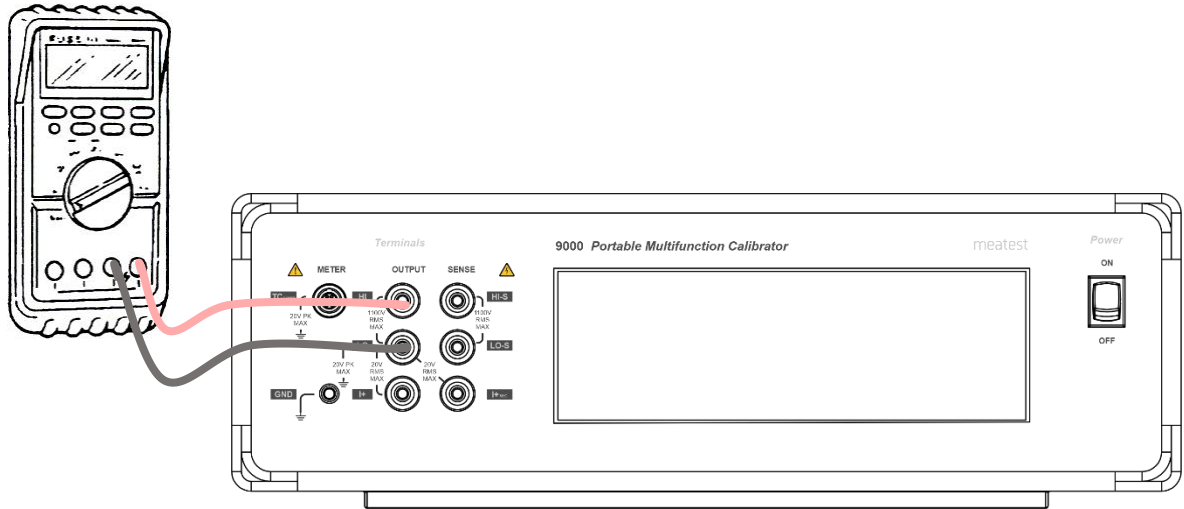 Terminals
9000 Portable Multifunction Calibrator
meatest
Power
METER
OUTPUT
SENSE
ON
HI
HI-S
20V PK
MAX
1100V
RMS
MAX
1100V
RMS
MAX
OFF
LO-S
20V PK
MAX
20V
RMS
MAX
20V
RMS
MAX
GND
I+